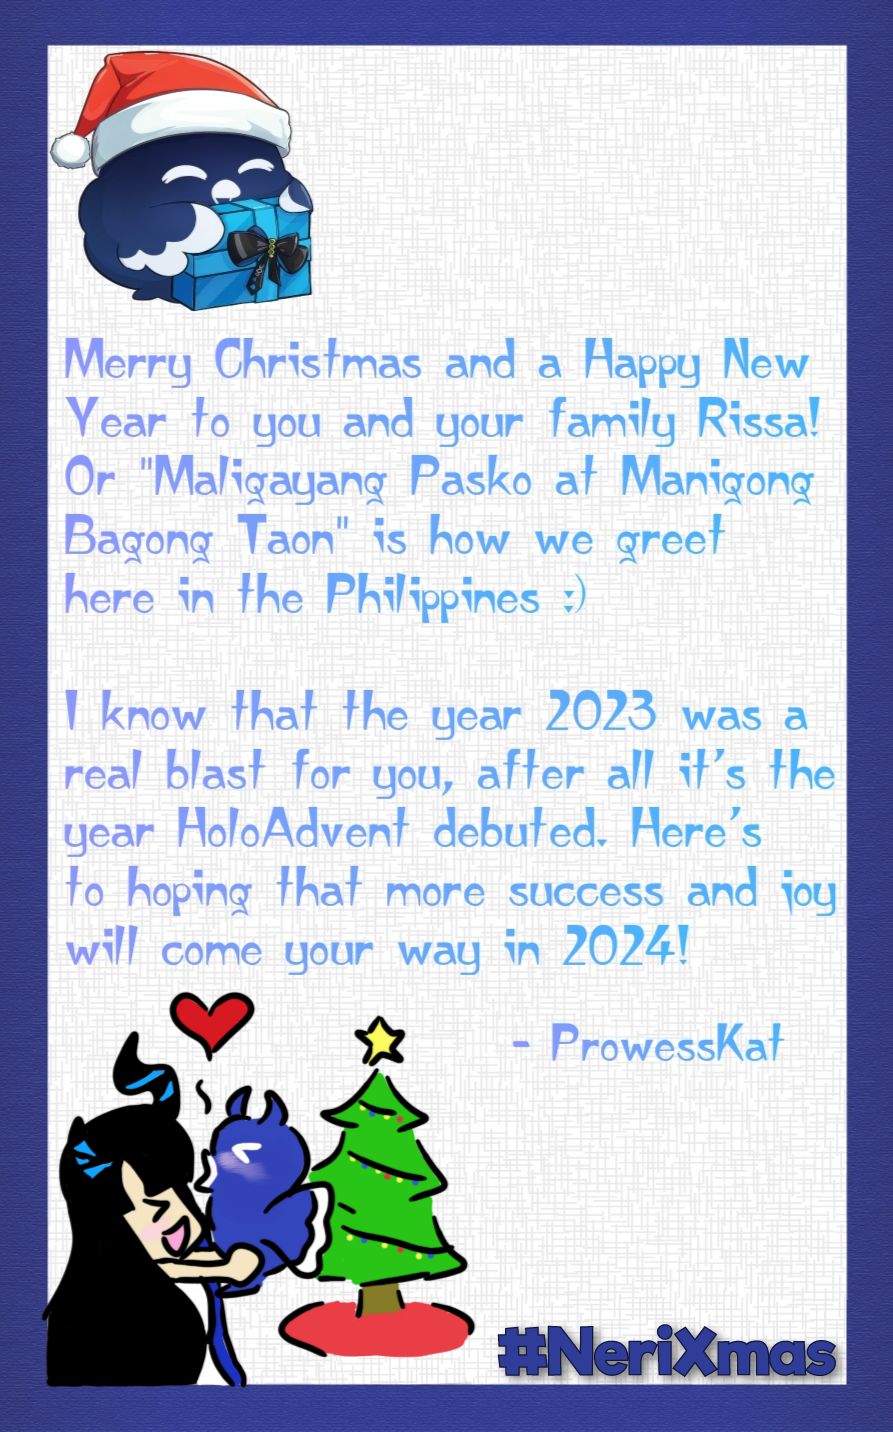 Merry Christmas and a Happy New
Year to you and your family Rissa!
Or "Maligayang Pasko at Manigong
Bagong Taon" is how we greet
here in the Philippines :)
I know that the year 2023 was a
real blast for you, after all it's the
year HoloAdvent debuted. Here's
to hoping that more success and joy
will come your way in 2024!
- ProwessKat
#NeriXmas